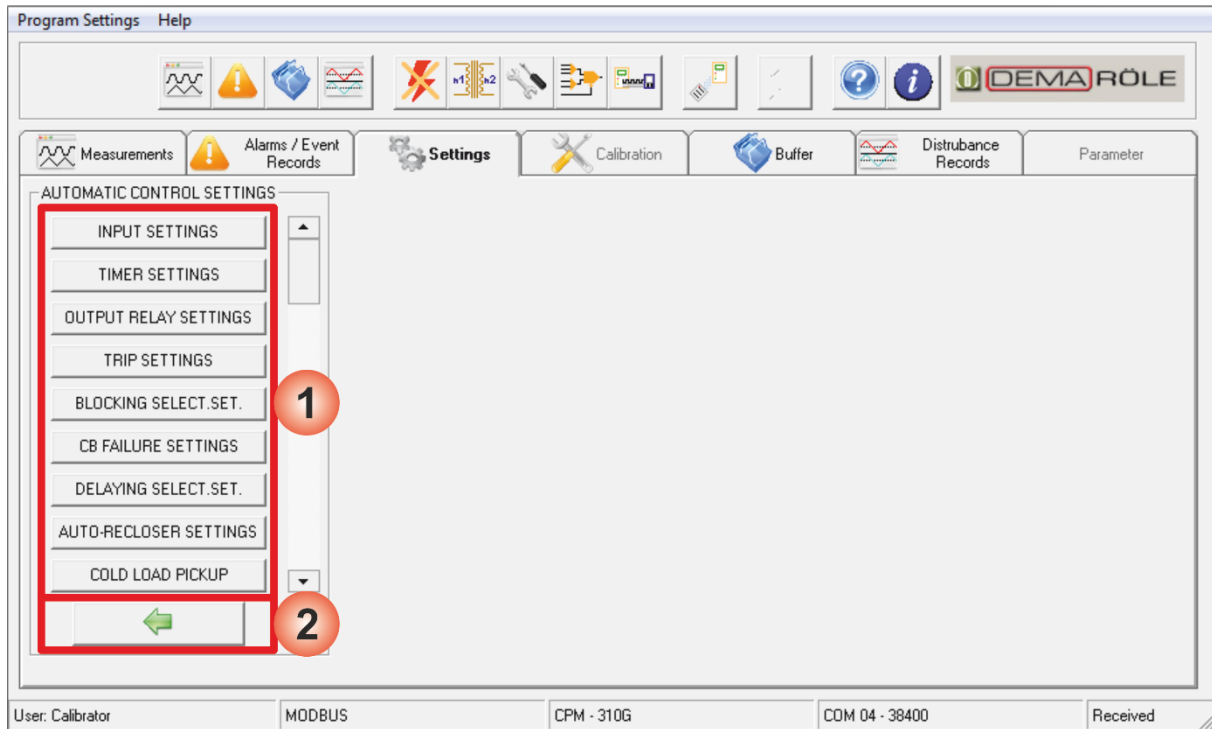 Program Settings Help
h1 h2
DEMA RÖLE
Measurements
Alarms / Event
Records
Settings
Calibration
Buffer
Distrubance
Records
Parameter
AUTOMATIC CONTROL SETTINGS
INPUT SETTINGS
TIMER SETTINGS
OUTPUT RELAY SETTINGS
TRIP SETTINGS
BLOCKING SELECT.SET.
1
CB FAILURE SETTINGS
DELAYING SELECT.SET.
AUTO-RECLOSER SETTINGS
COLD LOAD PICKUP
2
User: Calibrator MODBUS CPM - 310G COM 04 - 38400 Received